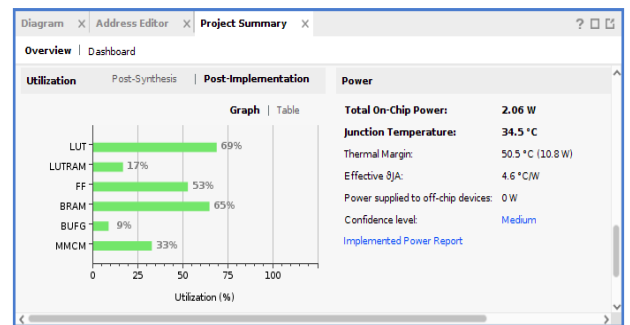 Diagram X Address Editor X Project Summary X ?
Overview | Dashboard
Utilization Post-Synthesis | Post-Implementation
Graph | Table
LUT 69%
LUTRAM 17%
FF 53%
BRAM 65%
BUFG 9%
MMCM 33%
0 25 50 75 100
Utilization (%)
Power
Total On-Chip Power: 2.06 W
Junction Temperature: 34.5 °C
Thermal Margin: 50.5 °C (10.8 W)
Effective ϑJA: 4.6 °C/W
Power supplied to off-chip devices: 0 W
Confidence level: Medium
Implemented Power Report